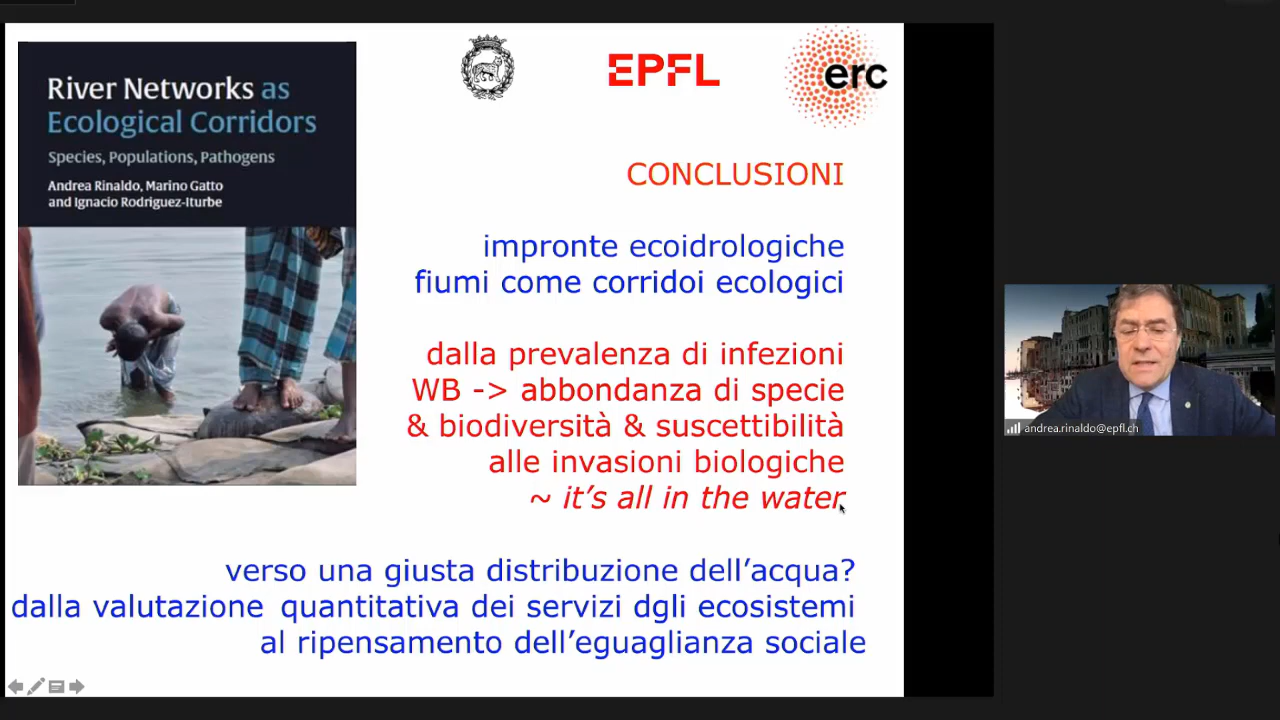 River Networks as
Ecological Corridors
Species, Populations, Pathogens
Andrea Rinaldo, Marino Gatto
and Ignacio Rodriguez-Iturbe
EPFL
erc
CONCLUSIONI
impronte ecoidrologiche
fiumi come corridoi ecologici
dalla prevalenza di infezioni
WB -> abbondanza di specie
& biodiversità & suscettibilità
alle invasioni biologiche
~ it’s all in the water
verso una giusta distribuzione dell’acqua?
dalla valutazione quantitativa dei servizi dgli ecosistemi
al ripensamento dell’eguaglianza sociale
andrea.rinaldo@epfl.ch